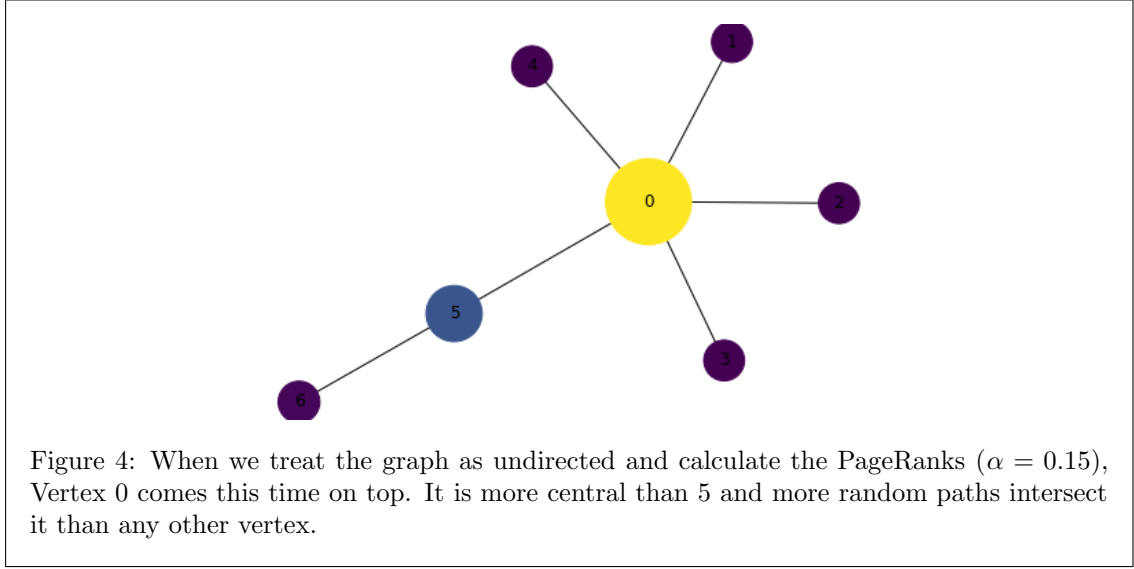 1
4
0
2
5
3
6
Figure 4: When we treat the graph as undirected and calculate the PageRanks (α = 0.15),
Vertex 0 comes this time on top. It is more central than 5 and more random paths intersect
it than any other vertex.